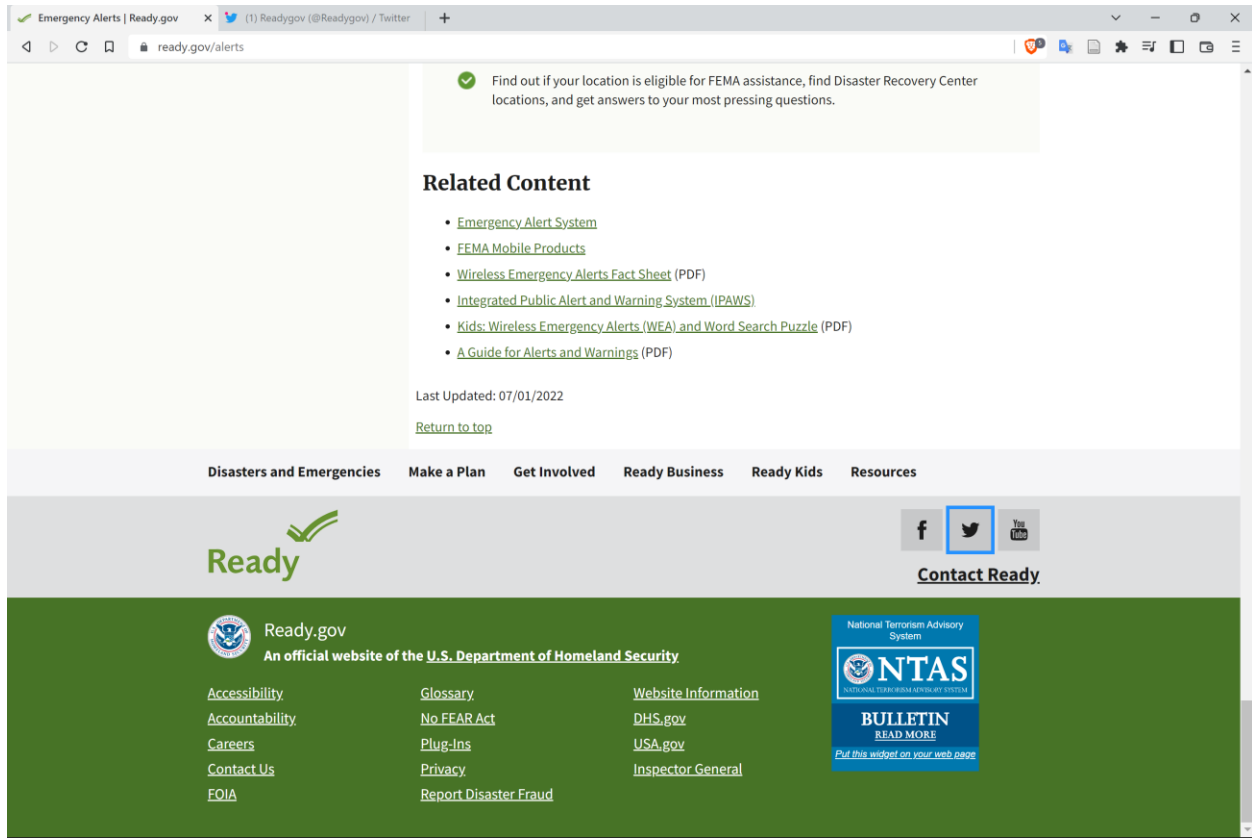 Emergency Alerts | Ready.gov
(1) Readygov (@Readygov) / Twitter
ready.gov/alerts
Find out if your location is eligible for FEMA assistance, find Disaster Recovery Center
locations, and get answers to your most pressing questions.
Related Content
• Emergency Alert System
• FEMA Mobile Products
• Wireless Emergency Alerts Fact Sheet (PDF)
• Integrated Public Alert and Warning System (IPAWS)
• Kids: Wireless Emergency Alerts (WEA) and Word Search Puzzle (PDF)
• A Guide for Alerts and Warnings (PDF)
Last Updated: 07/01/2022
Return to top
Disasters and Emergencies Make a Plan Get Involved Ready Business Ready Kids Resources
Ready
f You Tube
Contact Ready
Ready.gov
An official website of the U.S. Department of Homeland Security
Accessibility
Accountability
Careers
Contact Us
FOIA
Glossary
No FEAR Act
Plug-Ins
Privacy
Report Disaster Fraud
Website Information
DHS.gov
USA.gov
Inspector General
National Terrorism Advisory
System
NTAS
NATIONAL TERRORISM ADVISORY SYSTEM
BULLETIN
READ MORE
Put this widget on your web page